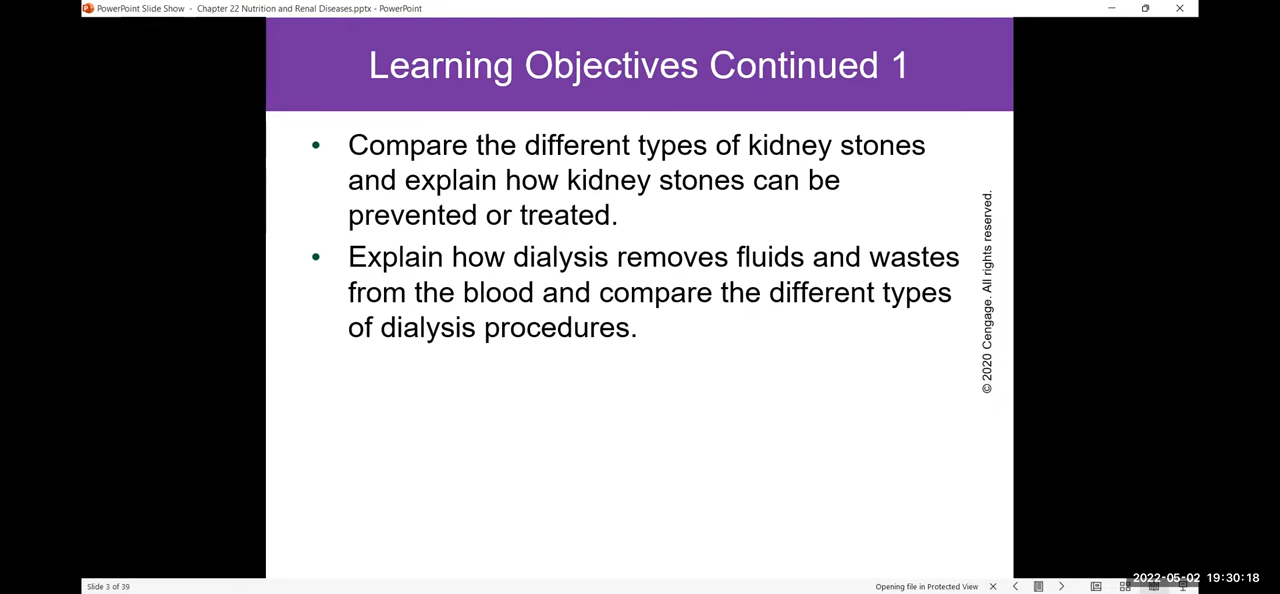 PowerPoint Slide Show - Chapter 22 Nutrition and Renal Diseases.pptx - PowerPoint
Learning Objectives Continued 1
• Compare the different types of kidney stones
and explain how kidney stones can be
prevented or treated.
• Explain how dialysis removes fluids and wastes
from the blood and compare the different types
of dialysis procedures.
© 2020 Cengage. All rights reserved.
Slide 3 of 39
Opening file in Protected View
2022-05-02 19:30:18